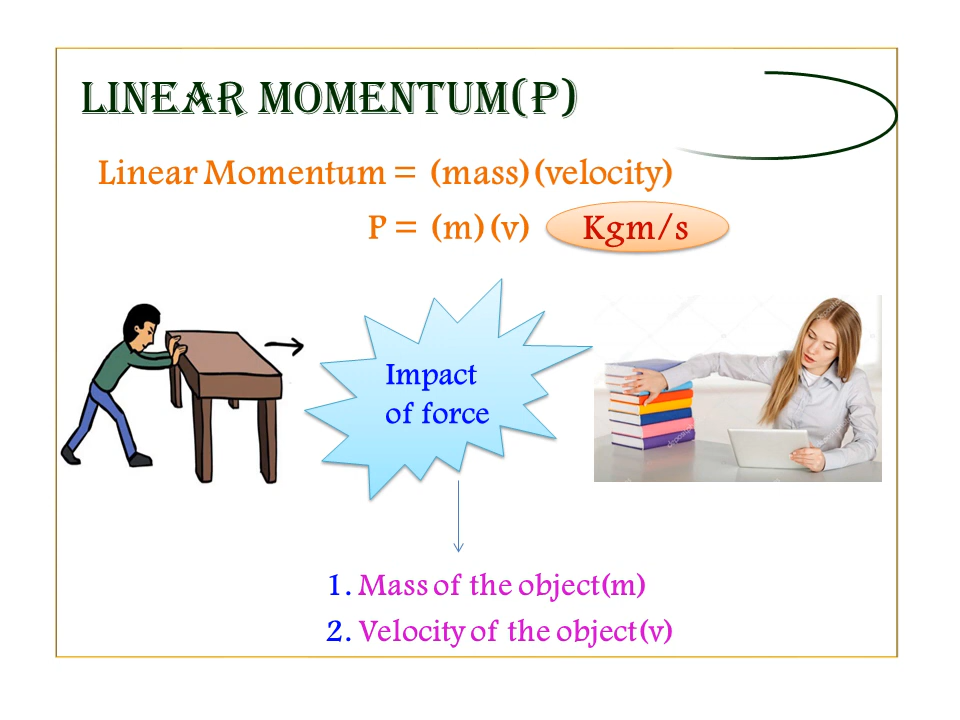 LINEAR MOMENTUM(P)
Linear Momentum = (mass)(velocity)
P = (m)(v) Kgm/s
Impact
of force
1. Mass of the object(m)
2. Velocity of the object(v)